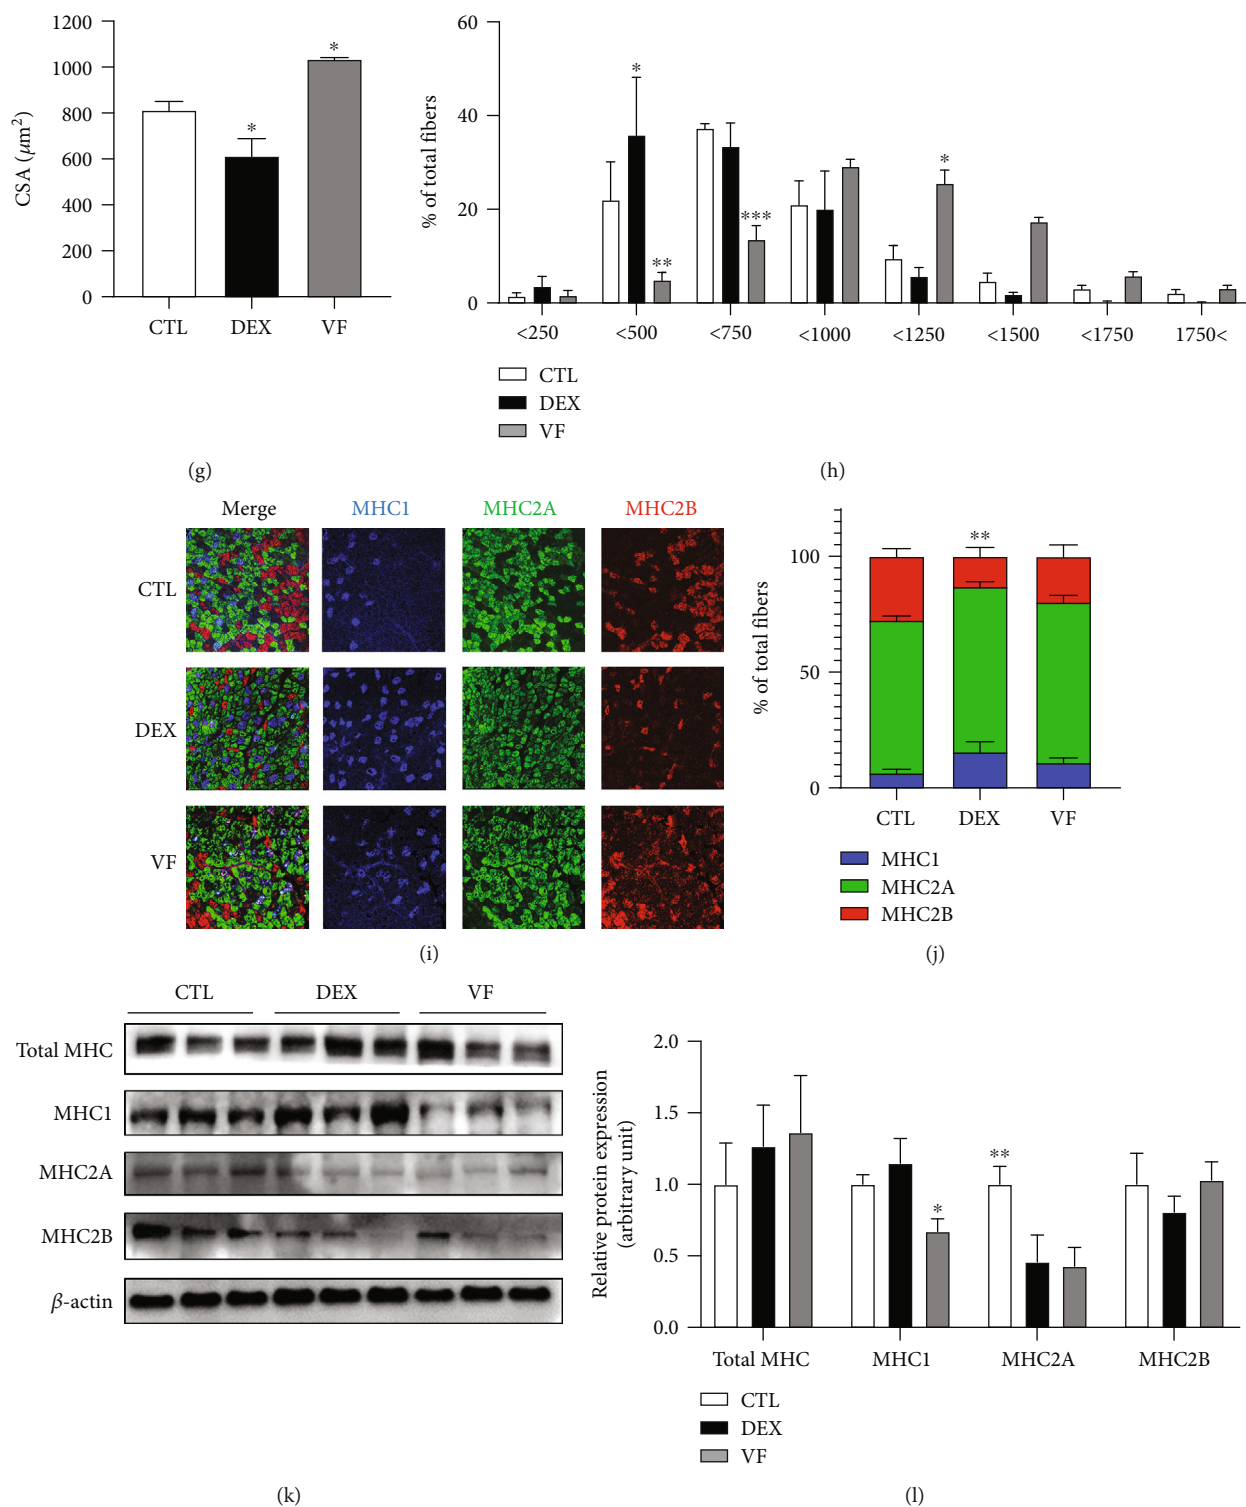 1200
1000
800
600
400
200
0
CSA (μm²)
*
*
CTL DEX VF
(g)
60
40
20
0
% of total fibers
*
**
***
*
<250 <500 <750 <1000 <1250 <1500 <1750 1750<
CTL
DEX
VF
(h)
Merge MHC1 MHC2A MHC2B
CTL
DEX
VF
(i)
100
50
0
% of total fibers
**
CTL DEX VF
MHC1
MHC2A
MHC2B
(j)
CTL DEX VF
Total MHC
MHC1
MHC2A
MHC2B
β-actin
(k)
2.0
1.5
1.0
0.5
0.0
Relative protein expression
(arbitrary unit)
*
**
Total MHC MHC1 MHC2A MHC2B
CTL
DEX
VF
(l)